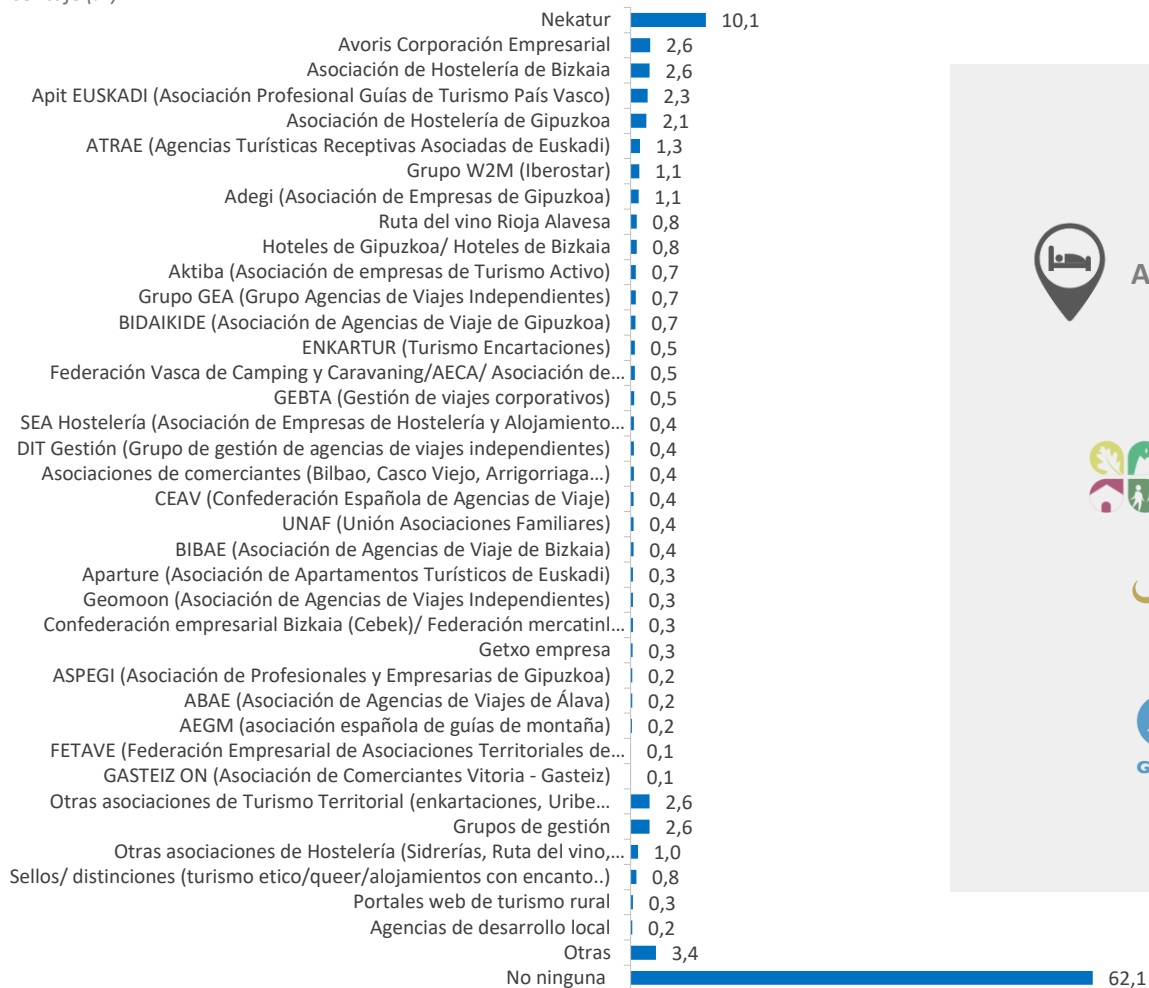 Nekatur 10,1
Avoris Corporación Empresarial 2,6
Asociación de Hostelería de Bizkaia 2,6
Apit EUSKADI (Asociación Profesional Guías de Turismo País Vasco) 2,3
Asociación de Hostelería de Gipuzkoa 2,1
ATRAE (Agencias Turísticas Receptivas Asociadas de Euskadi) 1,3
Grupo W2M (Iberostar) 1,1
Adegi (Asociación de Empresas de Gipuzkoa) 1,1
Ruta del vino Rioja Alavesa 0,8
Hoteles de Gipuzkoa/ Hoteles de Bizkaia 0,8
Aktiba (Asociación de empresas de Turismo Activo) 0,7
Grupo GEA (Grupo Agencias de Viajes Independientes) 0,7
BIDAIKIDE (Asociación de Agencias de Viaje de Gipuzkoa) 0,7
ENKARTUR (Turismo Encartaciones) 0,5
Federación Vasca de Camping y Caravaning/AECA/ Asociación de... 0,5
GEBTA (Gestión de viajes corporativos) 0,5
SEA Hostelería (Asociación de Empresas de Hostelería y Alojamiento... 0,4
DIT Gestión (Grupo de gestión de agencias de viajes independientes) 0,4
Asociaciones de comerciantes (Bilbao, Casco Viejo, Arrigorriaga...) 0,4
CEAV (Confederación Española de Agencias de Viaje) 0,4
UNAF (Unión Asociaciones Familiares) 0,4
BIBAE (Asociación de Agencias de Viaje de Bizkaia) 0,4
Aparture (Asociación de Apartamentos Turísticos de Euskadi) 0,3
Geomoon (Asociación de Agencias de Viajes Independientes) 0,3
Confederación empresarial Bizkaia (Cebek)/ Federación mercatinl... 0,3
Getxo empresa 0,3
ASPEGI (Asociación de Profesionales y Empresarias de Gipuzkoa) 0,2
ABAE (Asociación de Agencias de Viajes de Álava) 0,2
AEGM (asociación española de guías de montaña) 0,2
FETAVE (Federación Empresarial de Asociaciones Territoriales de... 0,1
GASTEIZ ON (Asociación de Comerciantes Vitoria - Gasteiz) 0,1
Otras asociaciones de Turismo Territorial (enkartaciones, Uribe... 2,6
Grupos de gestión 2,6
Otras asociaciones de Hostelería (Sidrerías, Ruta del vino,... 1,0
Sellos/ distinciones (turismo etico/queer/alojamientos con encanto..) 0,8
Portales web de turismo rural 0,3
Agencias de desarrollo local 0,2
Otras 3,4
No ninguna 62,1
A
G